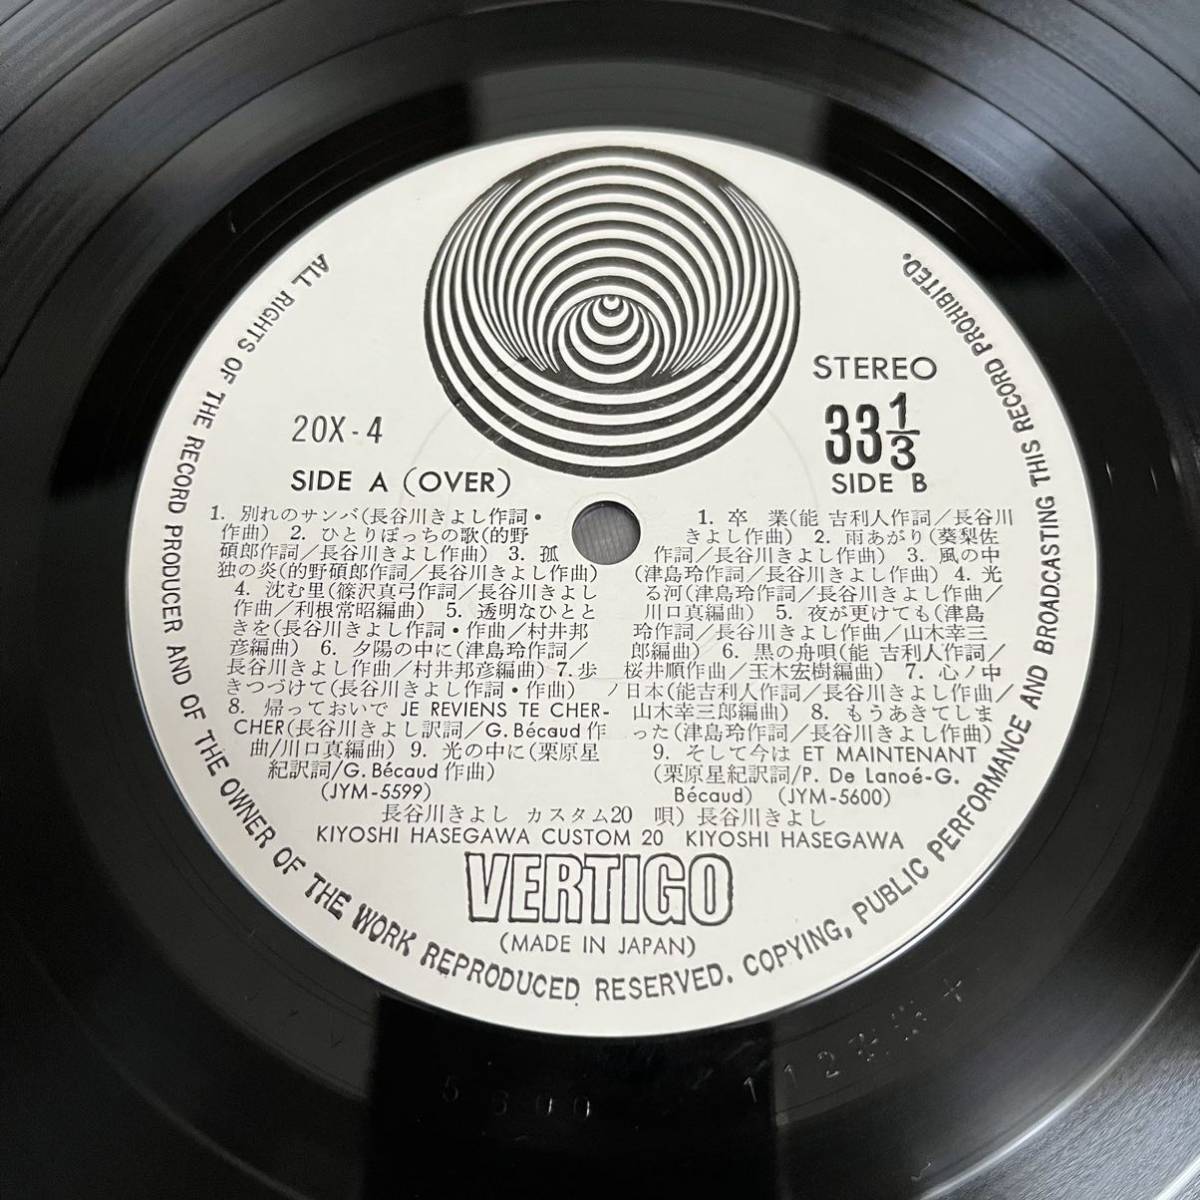 ALL RIGHTS OF THE RECORD PRODUCER AND OF THE OWNER OF THE WORK REPRODUCED RESERVED. COPYING, PUBLIC PERFORMANCE AND BROADCASTING THIS RECORD PROHIBITED.
STEREO
20X-4
33 1/3
SIDE A (OVER)
1. 別れのサンバ(長谷川きよし作詞・
作曲) 2. ひとりぼっちの歌(的野
碩郎作詞/長谷川きよし作曲) 3. 孤
独の炎(的野碩郎作詞/長谷川きよし作曲)
4. 沈む里(篠沢真弓作詞/長谷川きよし
作曲/利根常昭編曲) 5. 透明なひとと
きを(長谷川きよし作詞・作曲/村井邦
彦編曲) 6. 夕陽の中に(津島玲作詞/
長谷川きよし作曲/村井邦彦編曲) 7. 歩
きつづけて(長谷川きよし作詞・作曲)
8. 帰っておいで JE REVIENS TE CHER-
CHER(長谷川きよし訳詞/G. Bécaud 作
曲/川口真編曲) 9. 光の中に(栗原星
紀訳詞/G. Bécaud 作曲)
(JYM-5599)
SIDE B
1. 卒 業(能 吉利人作詞/長谷川
きよし作曲) 2. 雨あがり(葵梨佐
作詞/長谷川きよし作曲) 3. 風の中
(津島玲作詞/長谷川きよし作曲) 4. 光
る河(津島玲作詞/長谷川きよし作曲/
川口真編曲) 5. 夜が更けても(津島
玲作詞/長谷川きよし作曲/山木幸三
郎編曲) 6. 黒の舟唄(能 吉利人作詞/
桜井順作曲/玉木宏樹編曲) 7. 心ノ中
ノ日本(能吉利人作詞/長谷川きよし作曲/
山木幸三郎編曲) 8. もうあきてしま
った(津島玲作詞/長谷川きよし作曲)
9. そして今は ET MAINTENANT
(栗原星紀訳詞/P. De Lanoé-G.
Bécaud) (JYM-5600)
長谷川きよし カスタム20 唄) 長谷川きよし
KIYOSHI HASEGAWA CUSTOM 20 KIYOSHI HASEGAWA
VERTIGO
(MADE IN JAPAN)
5600 112